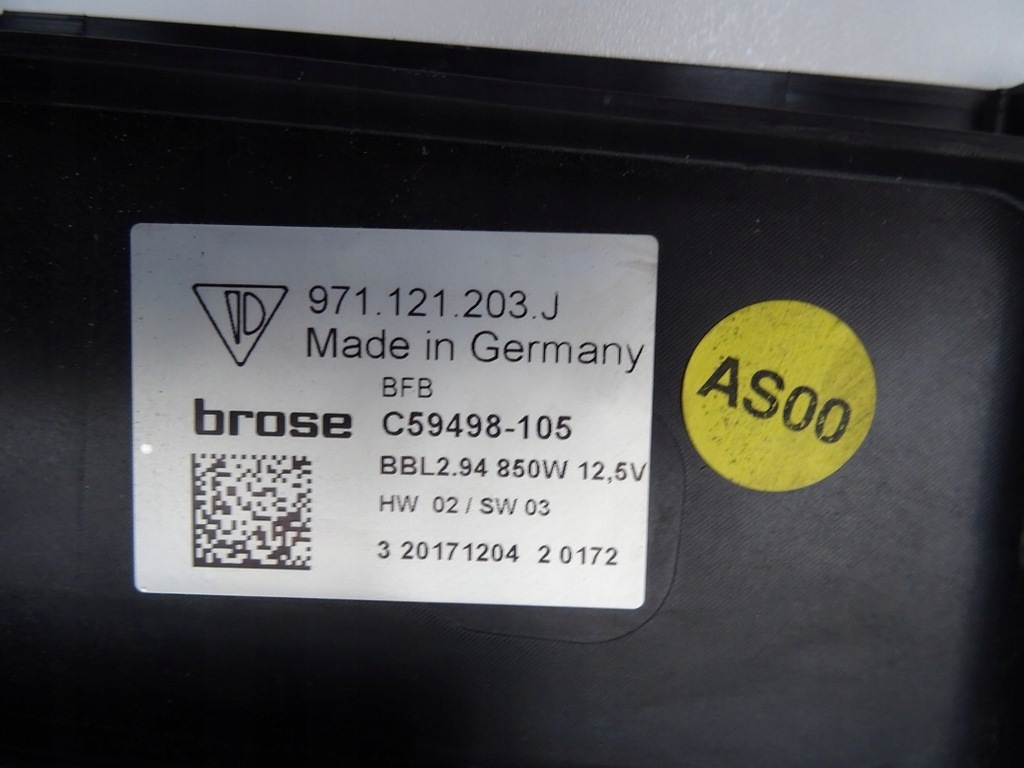 971.121.203.J
Made in Germany
BFB
brose C59498-105
BBL2.94 850W 12,5V
HW 02 / SW 03
3 20171204 2 0172
AS00